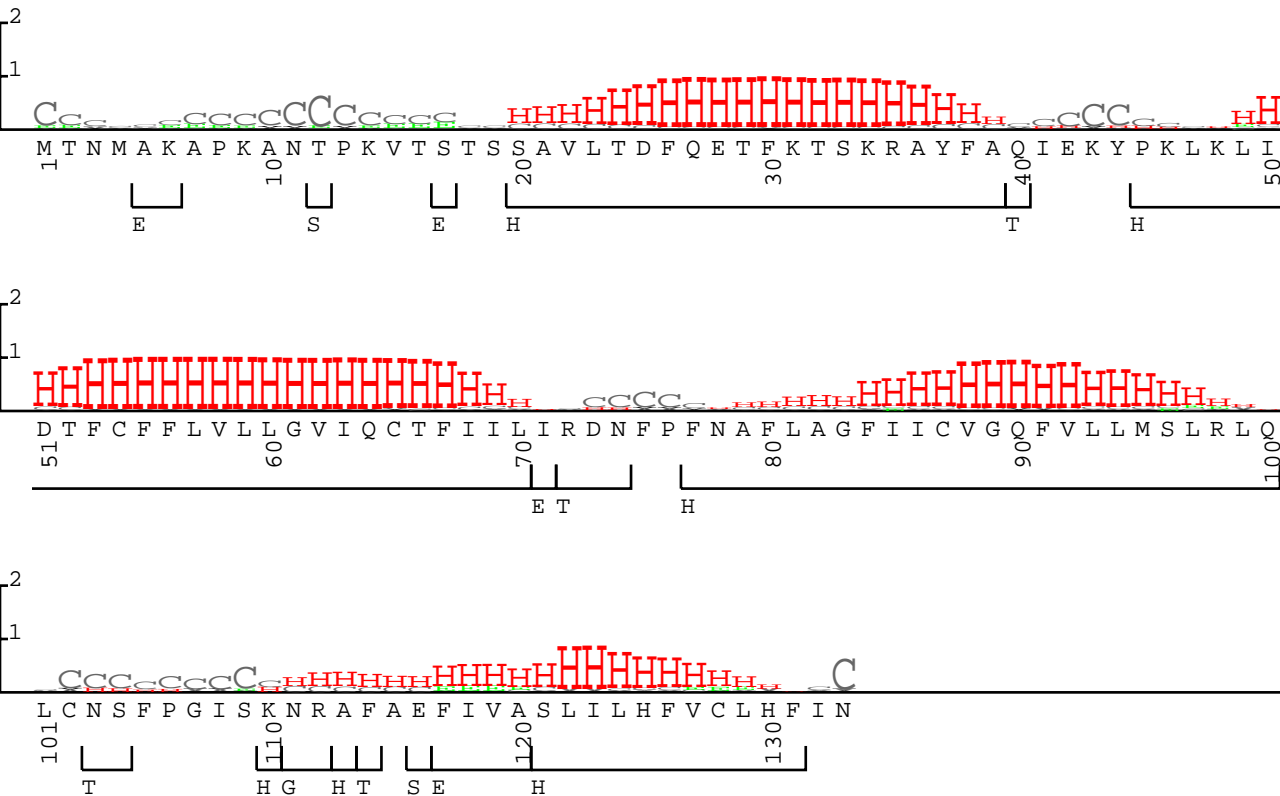 2
1
C C C C C C C C C C C C C C C H H H H H H H H H H H H H H H H H H H H C C C C C C H H
M T N M A K A P K A N T P K V T S T S S A V L T D F Q E T F K T S K R A Y F A Q I E K Y P K L K L I
1 10 20 30 40 50
E S E H T H
2
1
H H H H H H H H H H H H H H H H H H H H C C C C C H H H H H H H H H H H H H H H H H H H H
D T F C F F L V L L G V I Q C T F I I L I R D N F P F N A F L A G F I I C V G Q F V L L M S L R L Q
51 60 70 80 90 100
E T H
2
1
C C C C C C C C C H H H H H H H H H H H H H H H H H H H H C C
L C N S F P G I S K N R A F A E F I V A S L I L H F V C L H F I N
101 110 120 130
T H G H T S E H